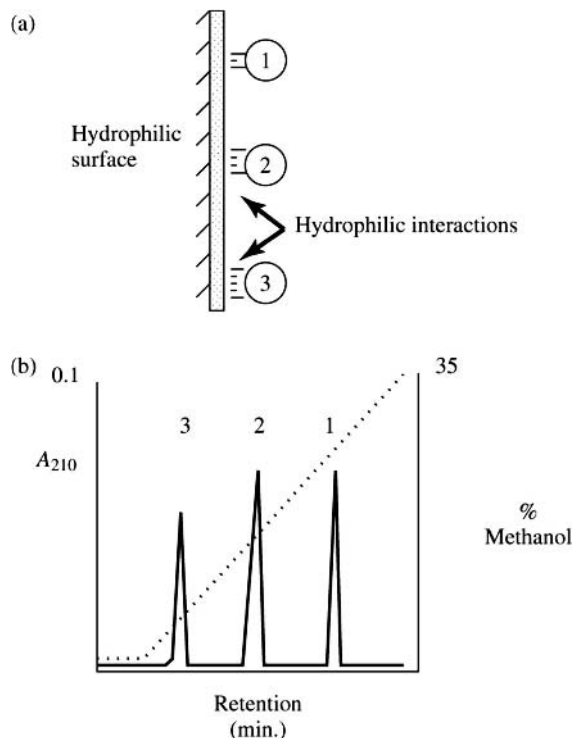 (a)
1
Hydrophilic
surface
2
Hydrophilic interactions
3
(b)
0.1
35
3 2 1
A210
%
Methanol
Retention
(min.)